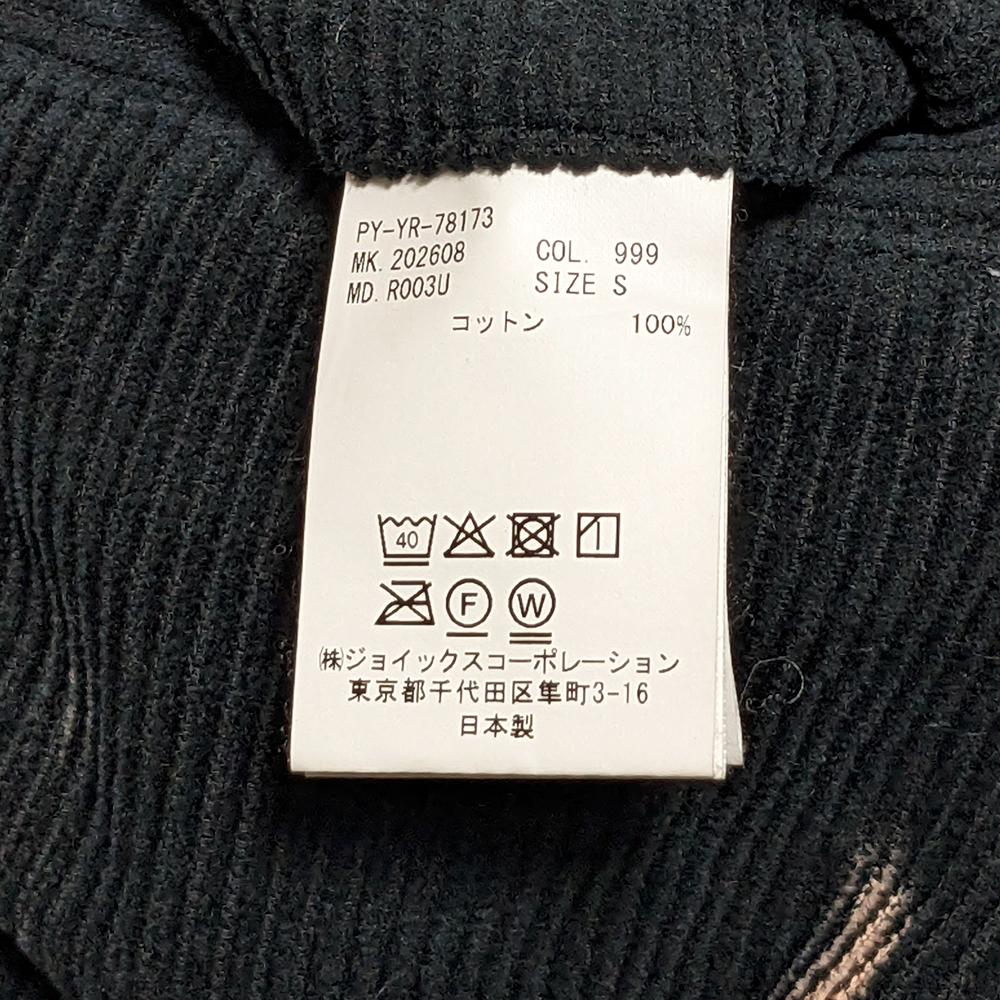 PY-YR-78173
MK. 202608 COL. 999
MD. R003U SIZE S
コットン 100%
40
F W
㈱ジョイックスコーポレーション
東京都千代田区隼町3-16
日本製